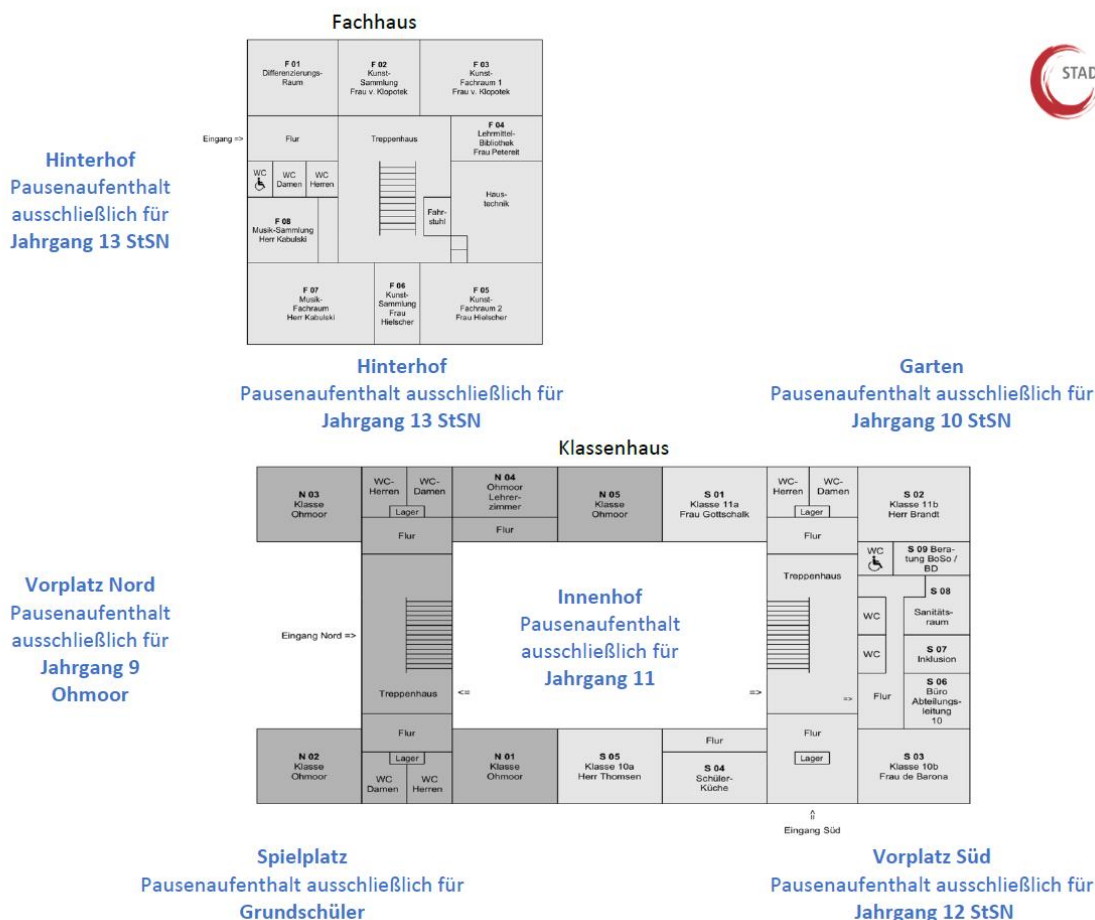 Fachhaus
STAD
F 01
Differenzierungs-
Raum
F 02
Kunst-
Sammlung
Frau v. Klopotek
F 03
Kunst-
Fachraum 1
Frau v. Klopotek
Eingang =>
Flur
Treppenhaus
F 04
Lehrmittel-
Bibliothek
Frau Petereit
WC
WC
Damen
WC
Herren
Haus-
technik
Fahr-
stuhl
F 08
Musik-Sammlung
Herr Kabulski
F 07
Musik-
Fachraum
Herr Kabulski
F 06
Kunst-
Sammlung
Frau
Hielscher
F 05
Kunst-
Fachraum 2
Frau Hielscher
Hinterhof
Pausenaufenthalt
ausschließlich für
Jahrgang 13 StSN
Hinterhof
Pausenaufenthalt ausschließlich für
Jahrgang 13 StSN
Garten
Pausenaufenthalt ausschließlich für
Jahrgang 10 StSN
Klassenhaus
N 03
Klasse
Ohmoor
WC-
Herren
WC-
Damen
Lager
Flur
N 04
Ohmoor
Lehrer-
zimmer
Flur
N 05
Klasse
Ohmoor
S 01
Klasse 11a
Frau Gottschalk
WC-
Herren
WC-
Damen
Lager
Flur
S 02
Klasse 11b
Herr Brandt
WC
S 09 Bera-
tung BoSo /
BD
Treppenhaus
S 08
Sanitäts-
raum
WC
WC
S 07
Inklusion
Flur
S 06
Büro
Abteilungs-
leitung
10
Vorplatz Nord
Pausenaufenthalt
ausschließlich für
Jahrgang 9
Ohmoor
Eingang Nord =>
Treppenhaus
<=
Innenhof
Pausenaufenthalt
ausschließlich für
Jahrgang 11
=>
=>
N 02
Klasse
Ohmoor
Flur
Lager
WC
Damen
WC
Herren
N 01
Klasse
Ohmoor
S 05
Klasse 10a
Herr Thomsen
Flur
S 04
Schüler-
Küche
Flur
Lager
S 03
Klasse 10b
Frau de Barona
Eingang Süd
Spielplatz
Pausenaufenthalt ausschließlich für
Grundschüler
Vorplatz Süd
Pausenaufenthalt ausschließlich für
Jahrgang 12 StSN